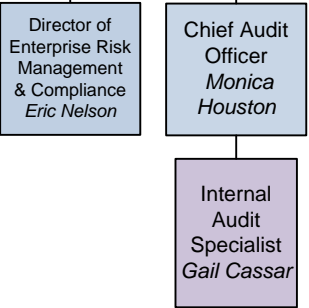 Director of
Enterprise Risk
Management
& Compliance
Eric Nelson
Chief Audit
Officer
Monica
Houston
Internal
Audit
Specialist
Gail Cassar